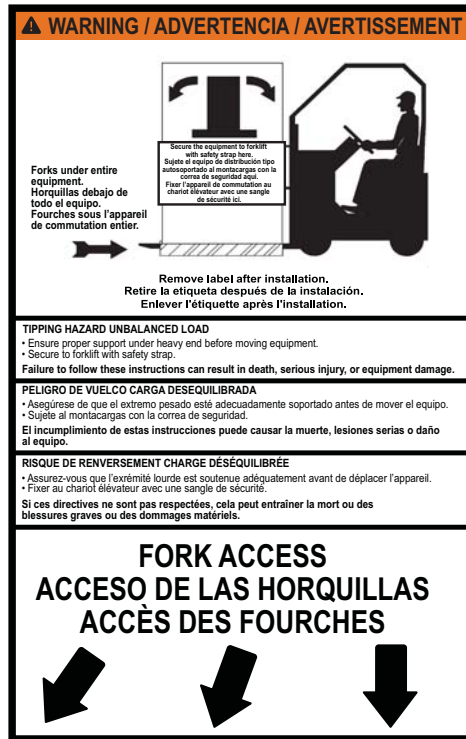 WARNING / ADVERTENCIA / AVERTISSEMENT
Secure the equipment to forklift
with safety strap here.
Sujete el equipo de distribución tipo
autosoportado al montacargas con la
correa de seguridad aqui.
Fixer l'appareil de commutation au
chariot élévateur avec une sangle
de sécurité ici.
Forks under entire
equipment.
Horquillas debajo de
todo el equipo.
Fourches sous l'appareil
de commutation entier.
Remove label after installation.
Retire la etiqueta después de la instalación.
Enlever l'étiquette après l'installation.
TIPPING HAZARD UNBALANCED LOAD
• Ensure proper support under heavy end before moving equipment.
• Secure to forklift with safety strap.
Failure to follow these instructions can result in death, serious injury, or equipment damage.
PELIGRO DE VUELCO CARGA DESEQUILIBRADA
• Asegúrese de que el extremo pesado esté adecuadamente soportado antes de mover el equipo.
• Sujete al montacargas con la correa de seguridad.
El incumplimiento de estas instrucciones puede causar la muerte, lesiones serias o daño
al equipo.
RISQUE DE RENVERSEMENT CHARGE DÉSÉQUILIBRÉE
• Assurez-vous que l'exrémité lourde est soutenue adéquatement avant de déplacer l'appareil.
• Fixer au chariot élévateur avec une sangle de sécurité.
Si ces directives ne sont pas respectées, cela peut entraîner la mort ou des
blessures graves ou des dommages matériels.
FORK ACCESS
ACCESO DE LAS HORQUILLAS
ACCÈS DES FOURCHES